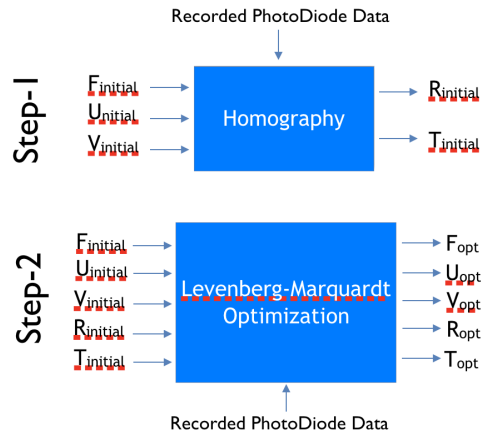 Recorded PhotoDiode Data
Step-1
Finitial
Unitial
Vinitial
Homography
Rinitial
Tinitial
Step-2
Finitial
Uinitial
Vinitial
Rinitial
Tinitial
Levenberg-Marquardt
Optimization
Fopt
Uopt
Vopt
Ropt
Topt
Recorded PhotoDiode Data